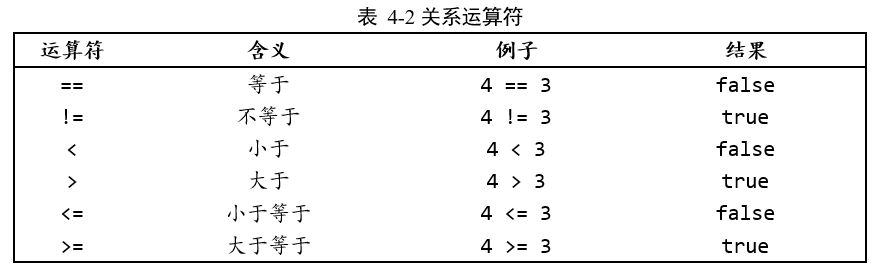 表 4-2 关系运算符
运算符 含义 例子 结果
== 等于 4 == 3 false
!= 不等于 4 != 3 true
< 小于 4 < 3 false
> 大于 4 > 3 true
<= 小于等于 4 <= 3 false
>= 大于等于 4 >= 3 true